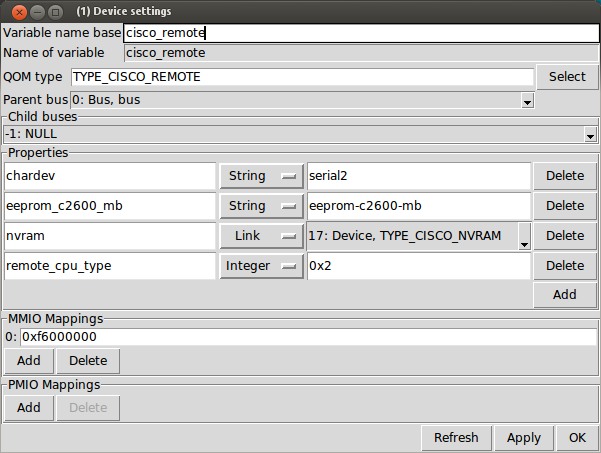 (1) Device settings
Variable name base cisco_remote
Name of variable cisco_remote
QOM type TYPE_CISCO_REMOTE Select
Parent bus 0: Bus, bus
Child buses
-1: NULL
Properties
chardev String serial2 Delete
eeprom_c2600_mb String eeprom-c2600-mb Delete
nvram Link 17: Device, TYPE_CISCO_NVRAM Delete
remote_cpu_type Integer 0x2 Delete
Add
MMIO Mappings
0: 0xf6000000
Add Delete
PMIO Mappings
Add Delete
Refresh Apply OK